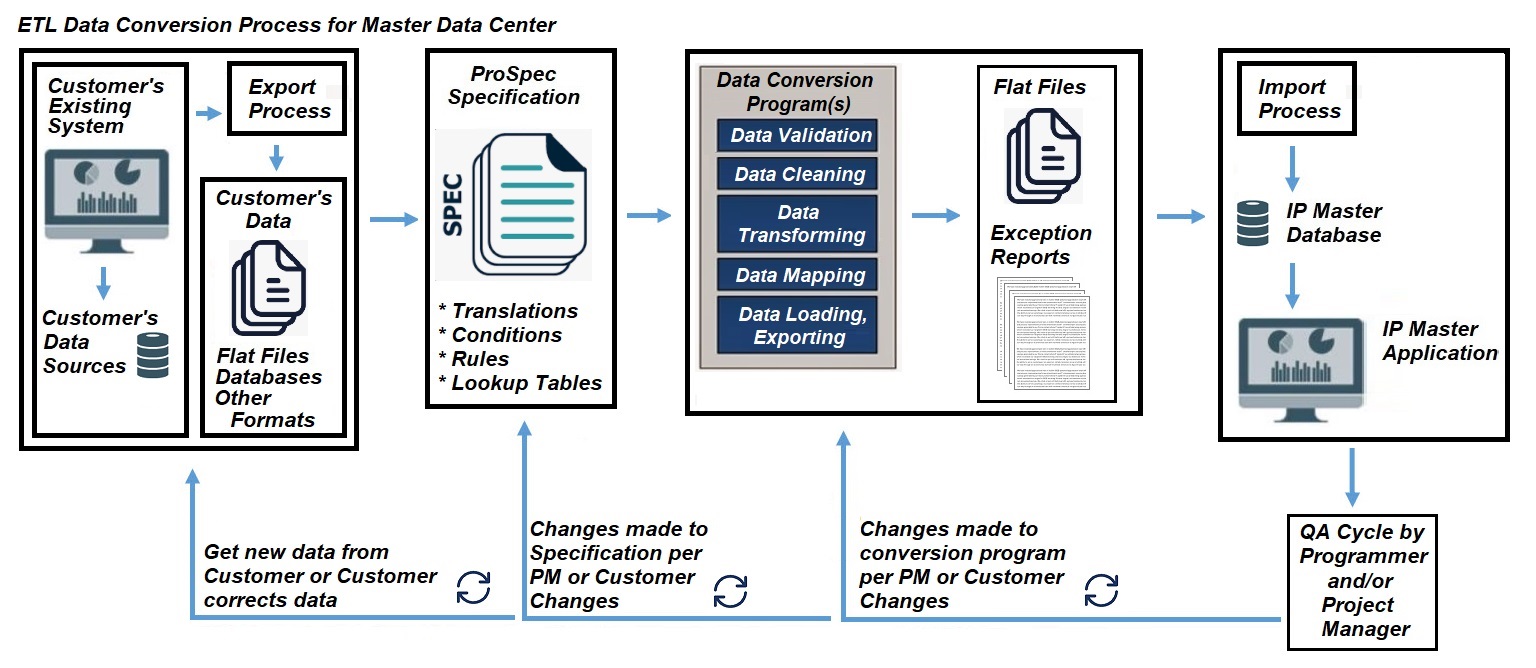 ETL Data Conversion Process for Master Data Center
Customer's
Existing
System
Customer's
Data
Sources
Export
Process
Customer's
Data
Flat Files
Databases
Other
Formats
ProSpec
Specification
SPEC
* Translations
* Conditions
* Rules
* Lookup Tables
Data Conversion
Program(s)
Data Validation
Data Cleaning
Data
Transforming
Data Mapping
Data Loading,
Exporting
Flat Files
Exception
Reports
Import
Process
IP Master
Database
IP Master
Application
Get new data from
Customer or Customer
corrects data
Changes made to
Specification per
PM or Customer
Changes
Changes made to
conversion program
per PM or Customer
Changes
QA Cycle by
Programmer
and/or
Project
Manager